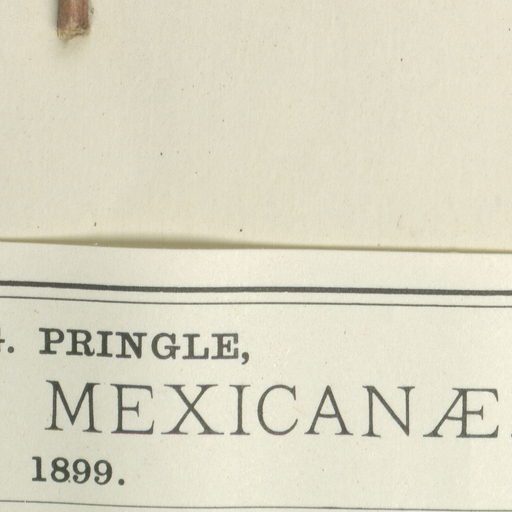 G. PRINGLE,
MEXICANÆ.
1899.